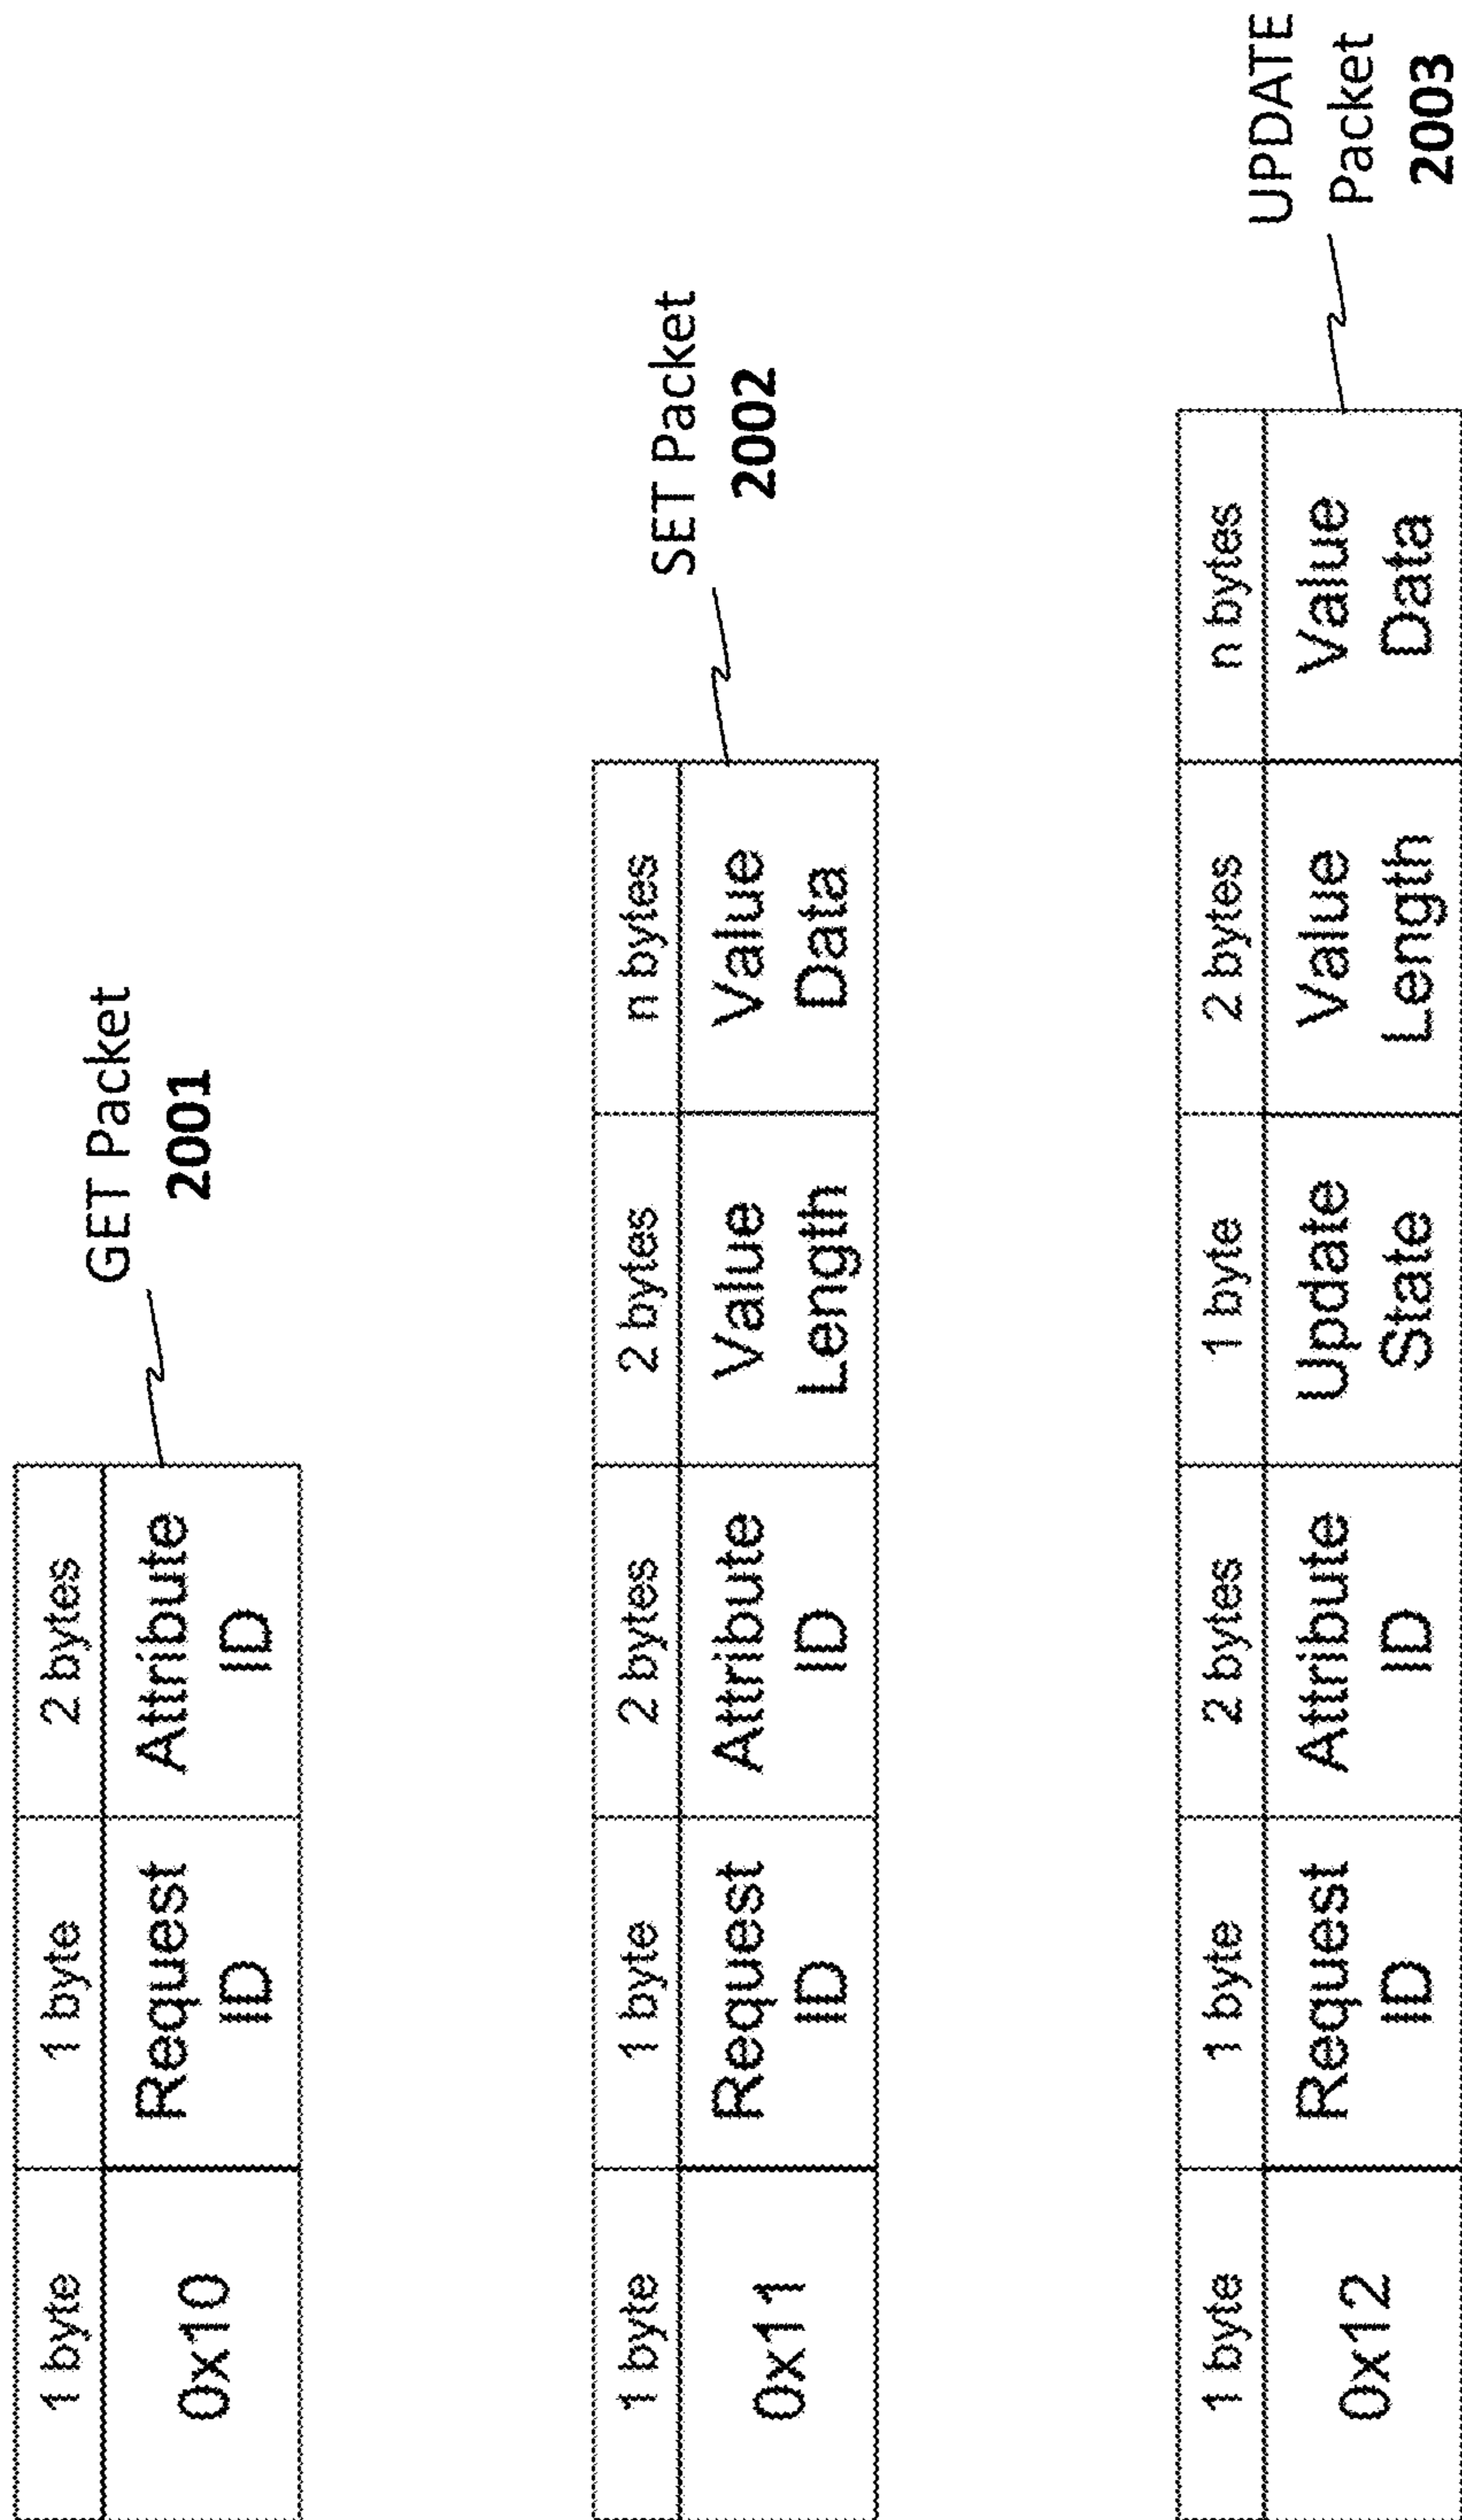 GET Packet
2001
1 byte
1 byte
2 bytes
0x10
Request
ID
Attribute
ID
SET Packet
2002
1 byte
1 byte
2 bytes
2 bytes
n bytes
0x11
Request
ID
Attribute
ID
Value
Length
Value
Data
UPDATE
Packet
2003
1 byte
1 byte
2 bytes
1 byte
2 bytes
n bytes
0x12
Request
ID
Attribute
ID
Update
State
Value
Length
Value
Data